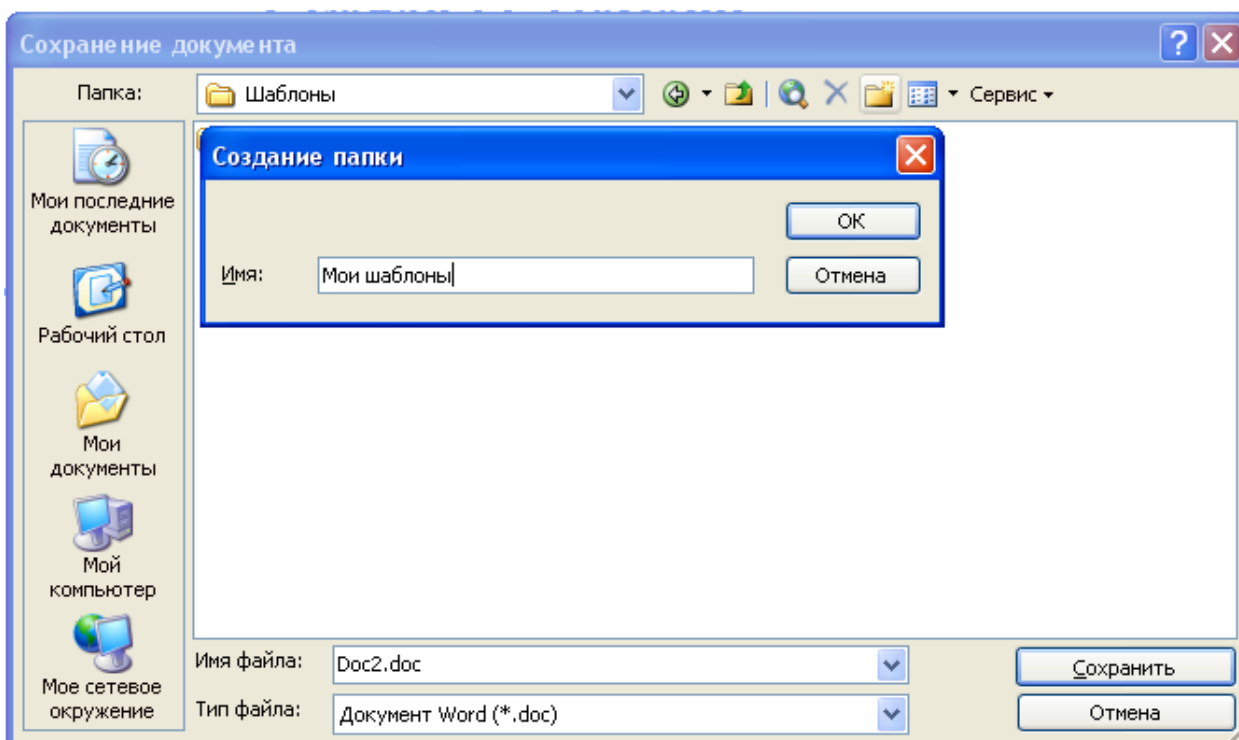 Сохранение документа
Папка:
Шаблоны
Сервис
Создание папки
Мои последние
документы
OK
Имя:
Мои шаблоны
Отмена
Рабочий стол
Мои
документы
Мой
компьютер
Мое сетевое
окружение
Имя файла:
Doc2.doc
Сохранить
Тип файла:
Документ Word (*.doc)
Отмена